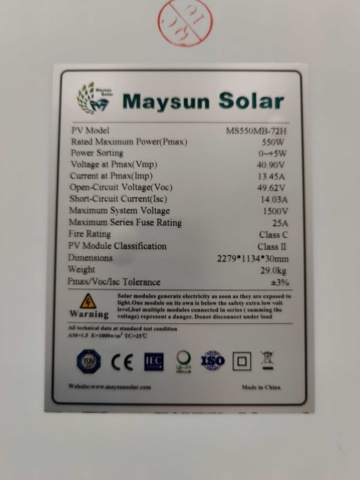 Maysun Solar
Maysun Solar
PV Model MS550MB-72H
Rated Maximum Power(Pmax) 550W
Power Sorting 0~+5W
Voltage at Pmax(Vmp) 40.90V
Current at Pmax(Imp) 13.45A
Open-Circuit Voltage(Voc) 49.62V
Short-Circuit Current(Isc) 14.03A
Maximum System Voltage 1500V
Maximum Series Fuse Rating 25A
Fire Rating Class C
PV Module Classification Class II
Dimensions 2279*1134*30mm
Weight 29.0kg
Pmax/Voc/Isc Tolerance ±3%
Warning
Solar modules generate electricity as soon as they are exposed to
light.One module on its own is below the safety extra low volt
level,but multiple modules connected in series ( summing the
voltage) represent a danger. Donot disconnect under load
All technical data at standard test condition
AM=1.5 E=1000w/m² TC=25°C
TUV CE IEC ISO
Website:www.maysunsolar.com Made in China